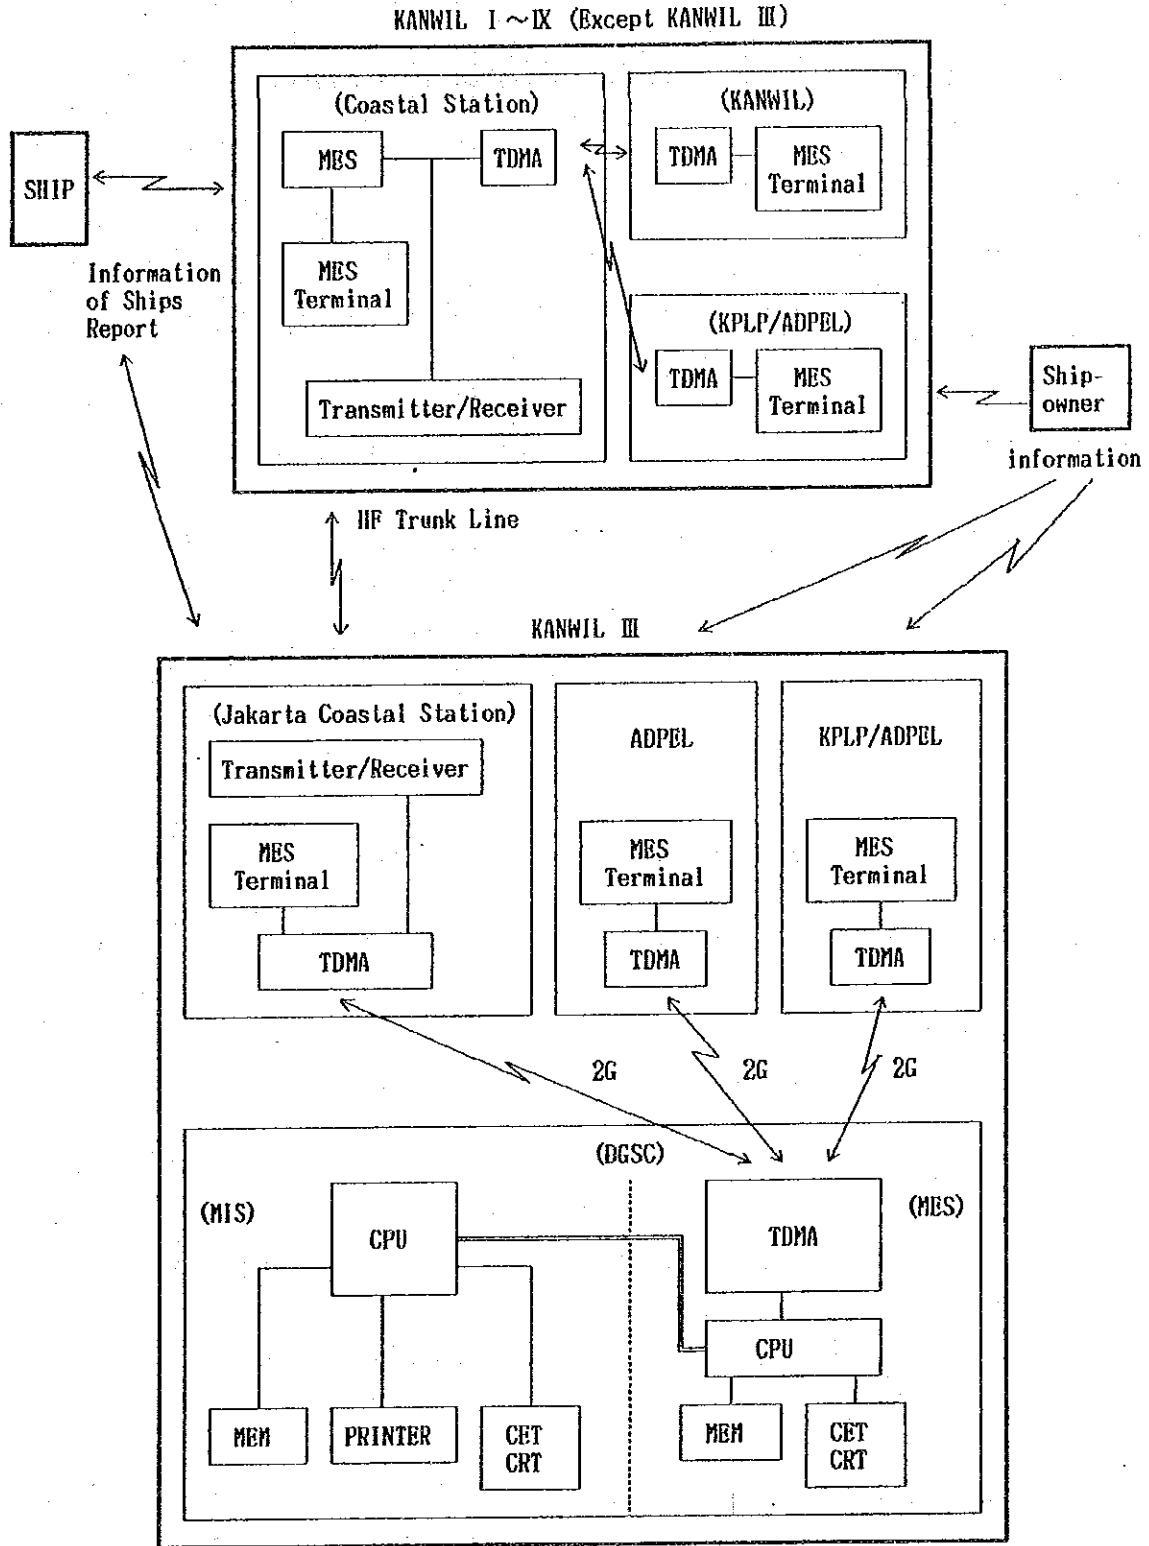 KANWIL I ～ IX (Except KANWIL III)
(Coastal Station)
(KANWIL)
MES
TDMA
TDMA
MES
Terminal
SHIP
MES
Terminal
Information
of Ships
Report
(KPLP/ADPEL)
TDMA
MES
Terminal
Ship-
owner
Transmitter/Receiver
information
HF Trunk Line
KANWIL III
(Jakarta Coastal Station)
ADPEL
KPLP/ADPEL
Transmitter/Receiver
MES
Terminal
MES
Terminal
MES
Terminal
TDMA
TDMA
TDMA
2G
2G
2G
(DGSC)
(MIS)
(MES)
CPU
TDMA
CPU
MEM
PRINTER
CET
CRT
MEM
CET
CRT